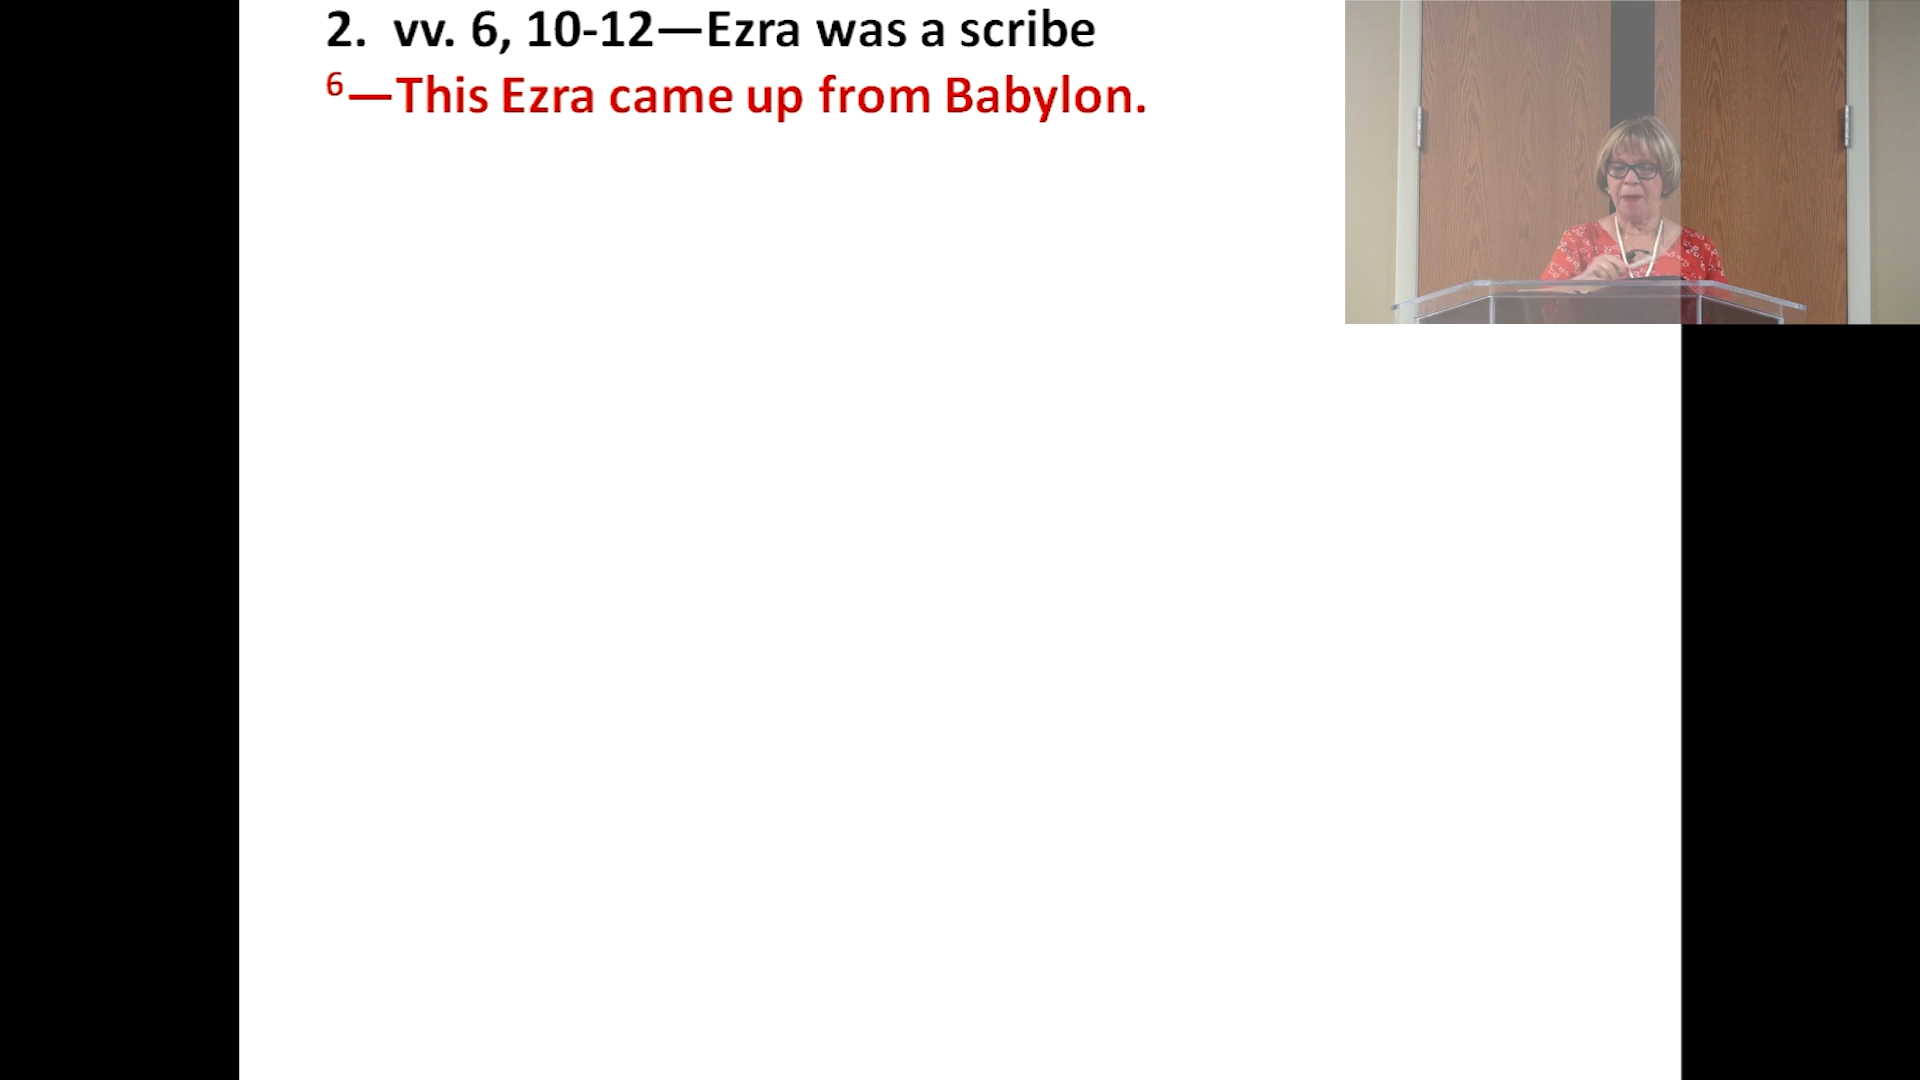 2. vv. 6, 10-12—Ezra was a scribe
6—This Ezra came up from Babylon.